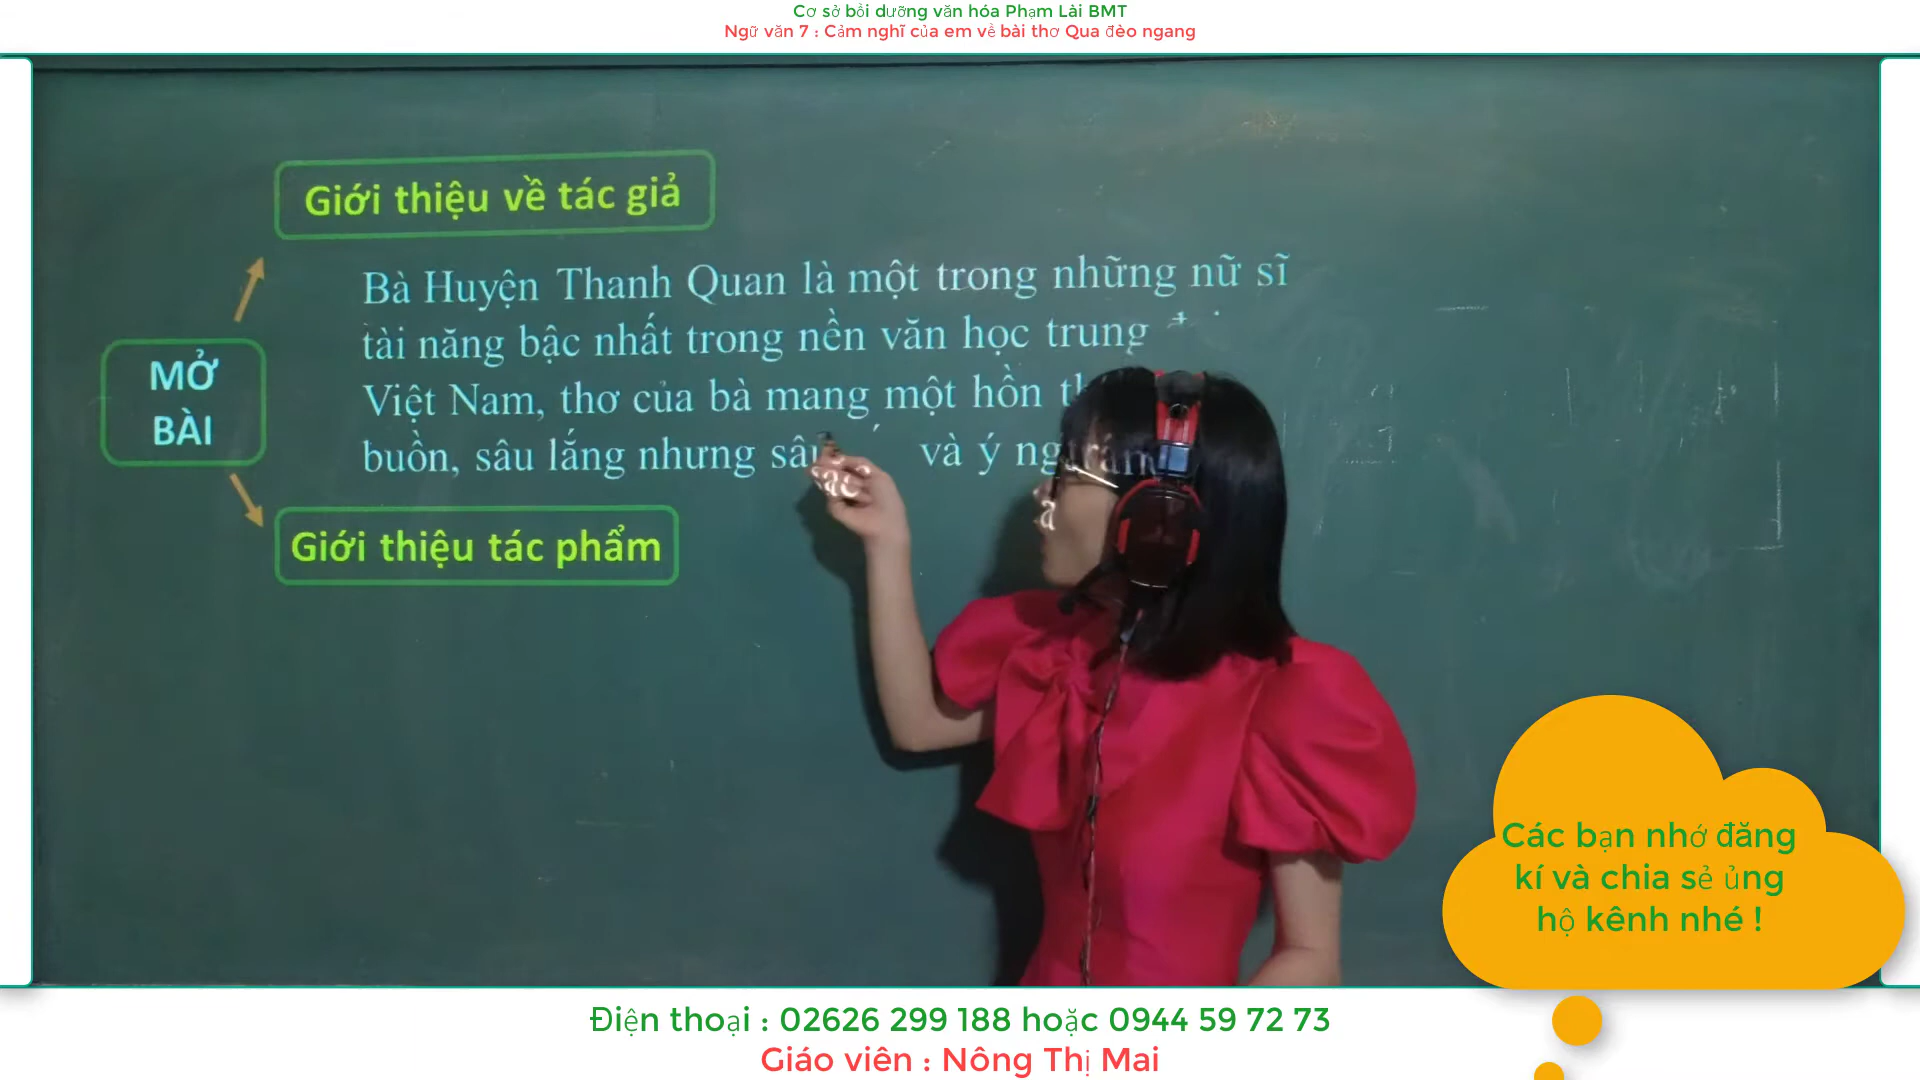 Cơ sở bồi dưỡng văn hóa Phạm Lài BMT
Ngữ văn 7 : Cảm nghĩ của em về bài thơ Qua đèo ngang
Giới thiệu về tác giả
Bà Huyện Thanh Quan là một trong những nữ sĩ
tài năng bậc nhất trong nền văn học trung
Việt Nam, thơ của bà mang một hồn
buồn, sâu lắng nhưng sâu sắc và ý
MỞ
BÀI
Giới thiệu tác phẩm
Các bạn nhớ đăng
kí và chia sẻ ủng
hộ kênh nhé !
Điện thoại : 02626 299 188 hoặc 0944 59 72 73
Giáo viên : Nông Thị Mai